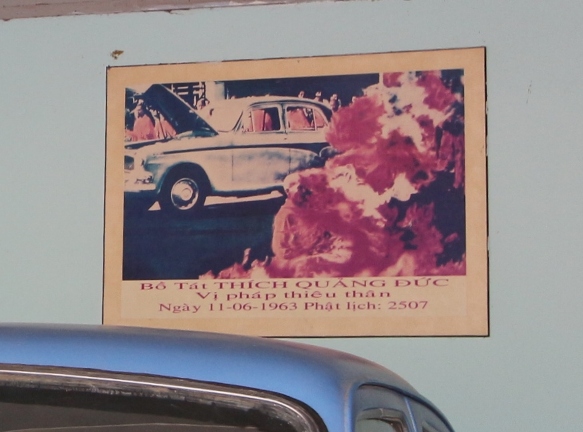 Bồ Tát THÍCH QUẢNG ĐỨC
Vị pháp thiêu thân
Ngày 11-06-1963 Phật lịch: 2507